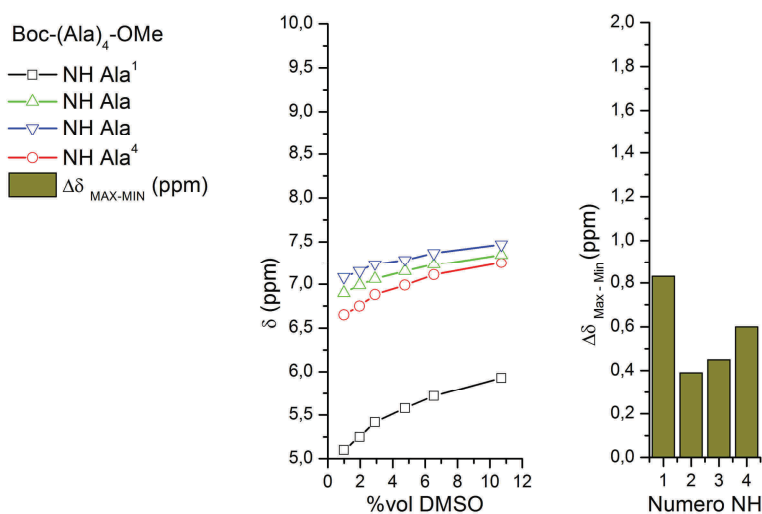 Boc-(Ala)4-OMe
NH Ala1
NH Ala
NH Ala
NH Ala4
Δδ MAX-MIN (ppm)
10,0
9,5
9,0
8,5
8,0
7,5
7,0
6,5
6,0
5,5
5,0
δ (ppm)
0 2 4 6 8 10 12
%vol DMSO
2,0
1,8
1,6
1,4
1,2
1,0
0,8
0,6
0,4
0,2
0,0
Δδ Max - Min (ppm)
1 2 3 4
Numero NH